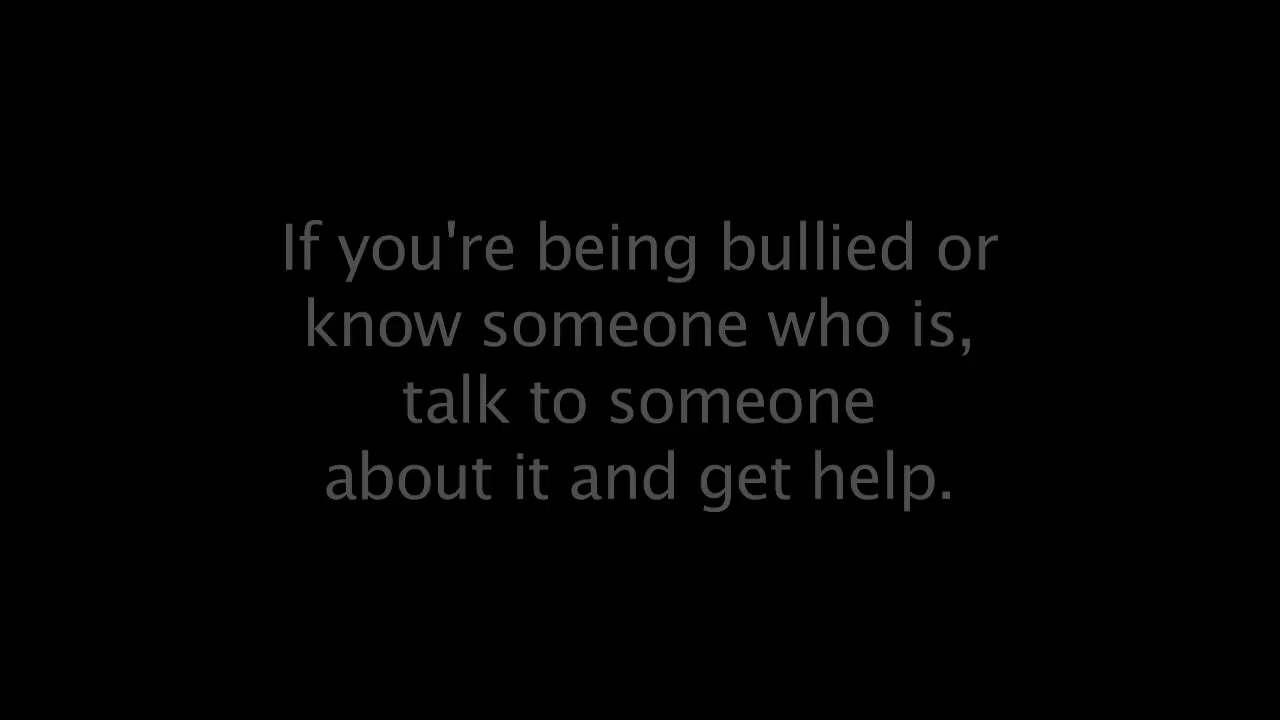 If you're being bullied or
know someone who is,
talk to someone
about it and get help.